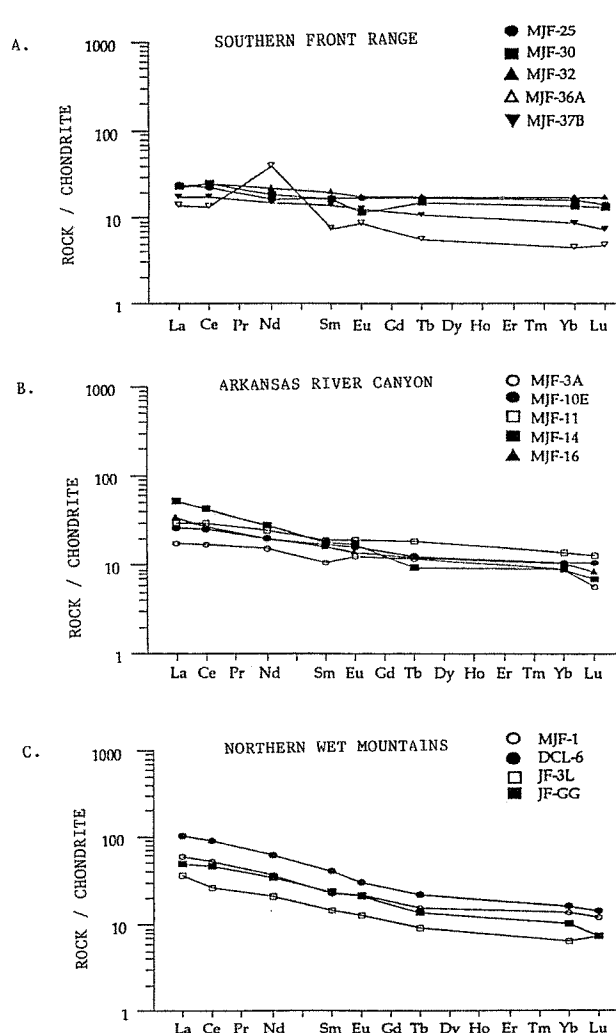 A.
SOUTHERN FRONT RANGE
MJF-25
MJF-30
MJF-32
MJF-36A
MJF-37B
ROCK / CHONDRITE
1000
100
10
1
La Ce Pr Nd Sm Eu Gd Tb Dy Ho Er Tm Yb Lu
B.
ARKANSAS RIVER CANYON
MJF-3A
MJF-10E
MJF-11
MJF-14
MJF-16
ROCK / CHONDRITE
1000
100
10
1
La Ce Pr Nd Sm Eu Gd Tb Dy Ho Er Tm Yb Lu
C.
NORTHERN WET MOUNTAINS
MJF-1
DCL-6
JF-3L
JF-GG
ROCK / CHONDRITE
1000
100
10
1
La Ce Pr Nd Sm Eu Gd Tb Dy Ho Er Tm Yb Lu